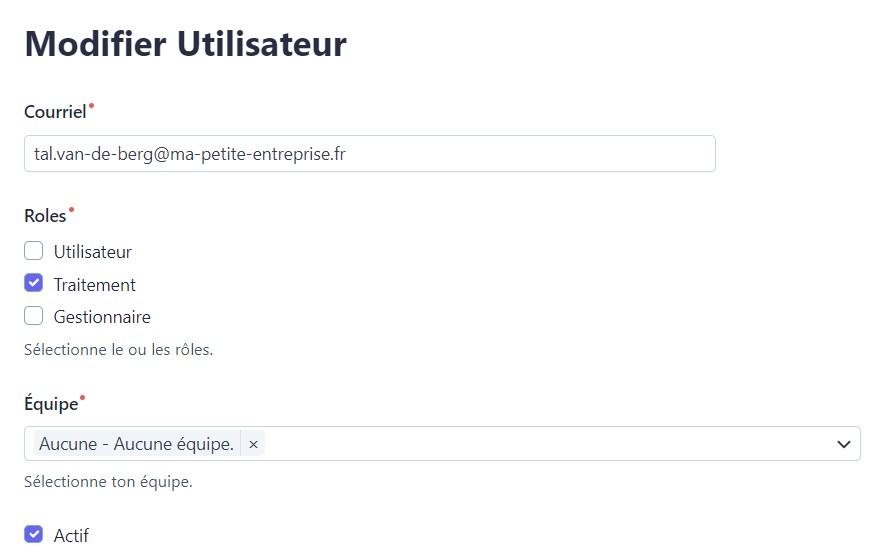 Modifier Utilisateur
Courriel
tal.van-de-berg@ma-petite-entreprise.fr
Roles
Utilisateur
Traitement
Gestionnaire
Sélectionne le ou les rôles.
Équipe
Aucune - Aucune équipe. ×
Sélectionne ton équipe.
Actif